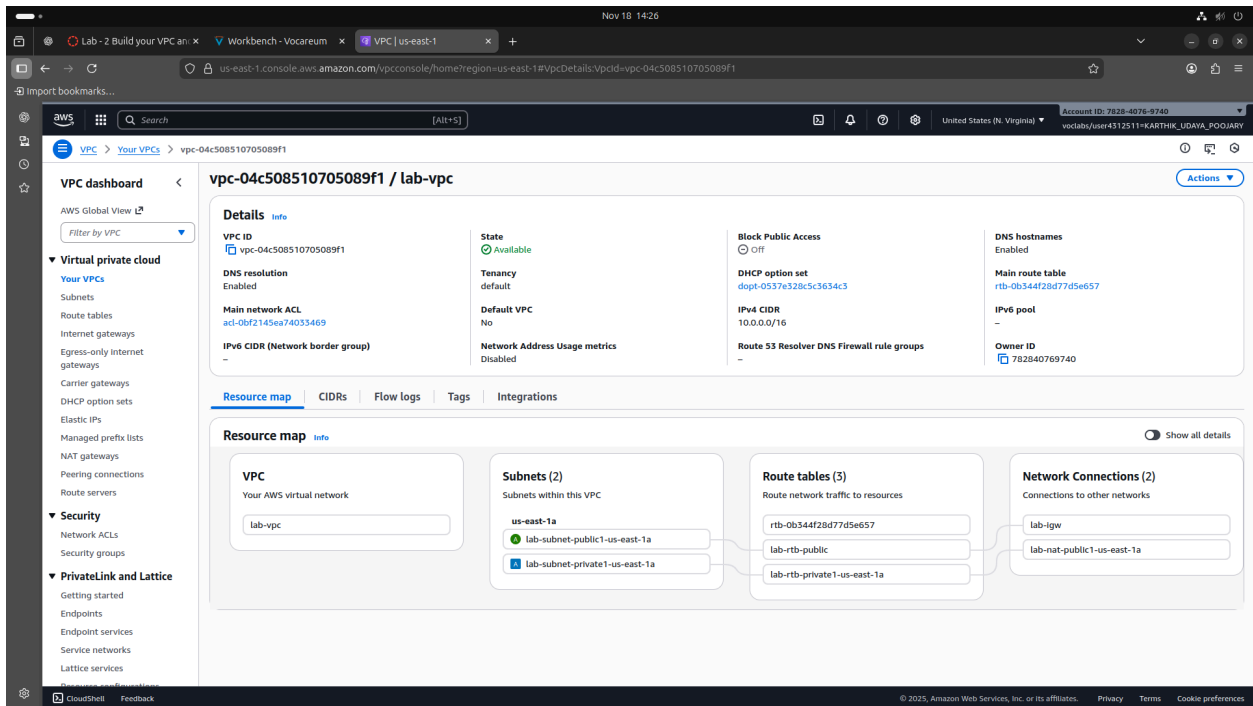 Nov 18 14:26
Lab - 2 Build your VPC an
Workbench - Vocareum
VPC | us-east-1
us-east-1.console.aws.amazon.com/vpcconsole/home?region=us-east-1#VpcDetails:VpcId=vpc-04c508510705089f1
Import bookmarks...
aws
Search
[Alt+S]
United States (N. Virginia)
Account ID: 7828-4076-9740
voclabs/user4312511=KARTHIK_UDAYA_POOJARY
VPC > Your VPCs > vpc-04c508510705089f1
VPC dashboard
AWS Global View
Filter by VPC
Virtual private cloud
Your VPCs
Subnets
Route tables
Internet gateways
Egress-only internet
gateways
Carrier gateways
DHCP option sets
Elastic IPs
Managed prefix lists
NAT gateways
Peering connections
Route servers
Security
Network ACLs
Security groups
PrivateLink and Lattice
Getting started
Endpoints
Endpoint services
Service networks
Lattice services
Resource configurations
vpc-04c508510705089f1 / lab-vpc
Actions
Details Info
VPC ID
vpc-04c508510705089f1
State
Available
Block Public Access
Off
DNS hostnames
Enabled
DNS resolution
Enabled
Tenancy
default
DHCP option set
dopt-0537e328c5c3634c3
Main route table
rtb-0b344f28d77d5e657
Main network ACL
acl-0bf2145ea74033469
Default VPC
No
IPv4 CIDR
10.0.0.0/16
IPv6 pool
–
IPv6 CIDR (Network border group)
–
Network Address Usage metrics
Disabled
Route 53 Resolver DNS Firewall rule groups
–
Owner ID
782840769740
Resource map
CIDRs
Flow logs
Tags
Integrations
Resource map Info
Show all details
VPC
Your AWS virtual network
lab-vpc
Subnets (2)
Subnets within this VPC
us-east-1a
A lab-subnet-public1-us-east-1a
A lab-subnet-private1-us-east-1a
Route tables (3)
Route network traffic to resources
rtb-0b344f28d77d5e657
lab-rtb-public
lab-rtb-private1-us-east-1a
Network Connections (2)
Connections to other networks
lab-igw
lab-nat-public1-us-east-1a
CloudShell
Feedback
© 2025, Amazon Web Services, Inc. or its affiliates.
Privacy
Terms
Cookie preferences